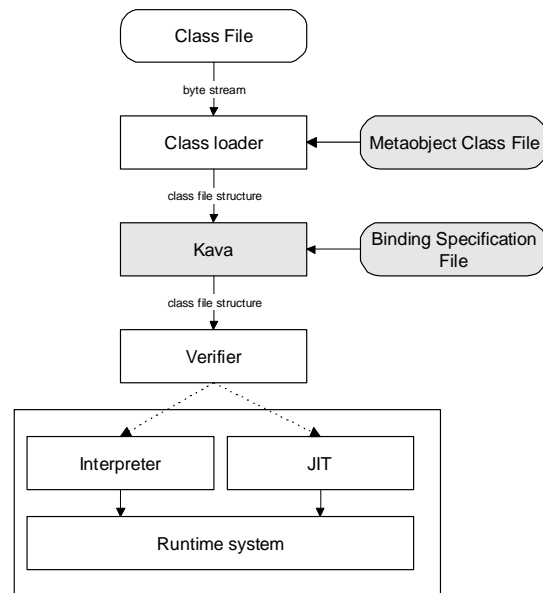 Class File
byte stream
Class loader
Metaobject Class File
class file structure
Kava
Binding Specification
File
class file structure
Verifier
Interpreter
JIT
Runtime system